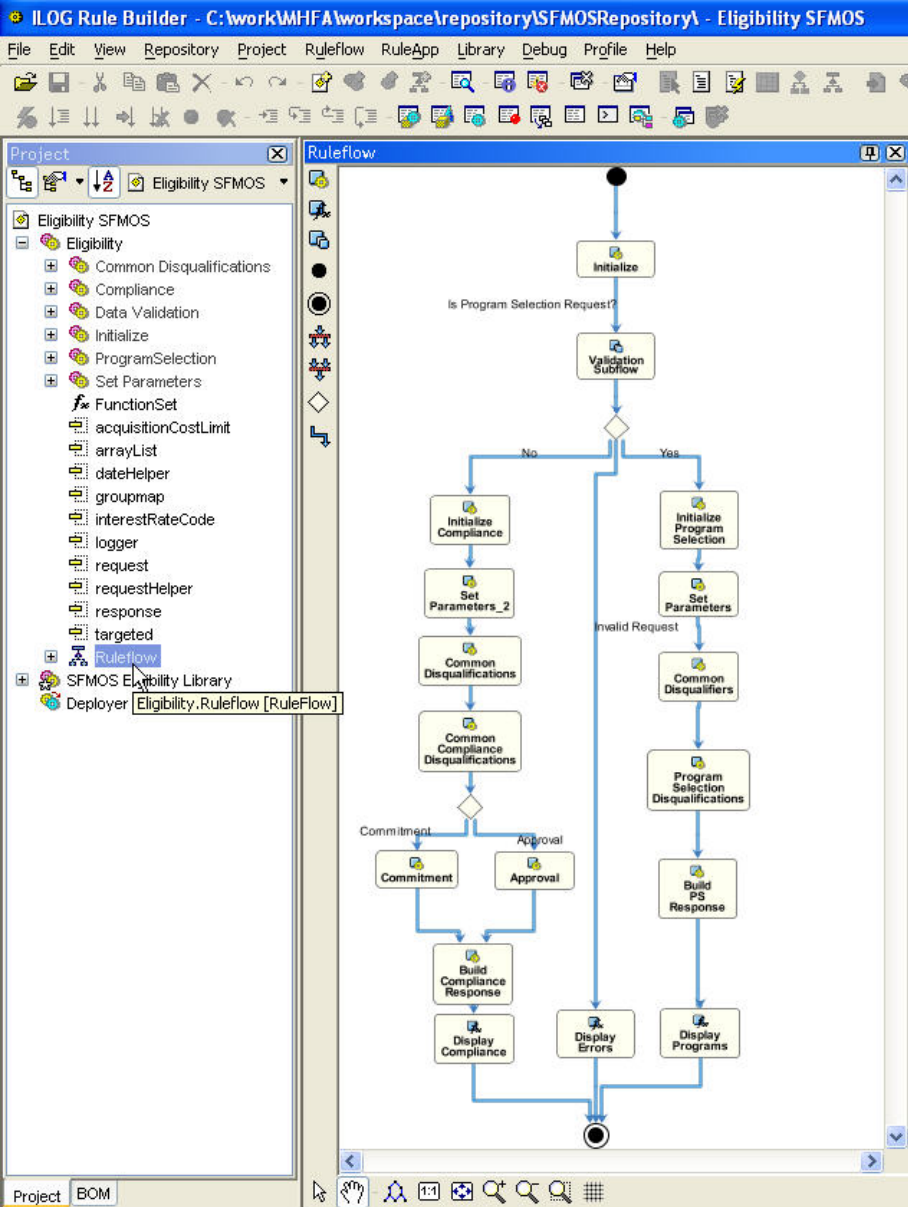 ILOG Rule Builder - C:\work\MHFA\workspace\repository\SFMOSRepository\ - Eligibility SFMOS
File Edit View Repository Project Ruleflow RuleApp Library Debug Profile Help
Project
Eligibility SFMOS
Eligibility SFMOS
Eligibility
Common Disqualifications
Compliance
Data Validation
Initialize
ProgramSelection
Set Parameters
fx FunctionSet
acquisitionCostLimit
arrayList
dateHelper
groupmap
interestRateCode
logger
request
requestHelper
response
targeted
Ruleflow
SFMOS Eligibility Library
Deployer
Eligibility.Ruleflow [RuleFlow]
Project BOM
Ruleflow
Initialize
Is Program Selection Request?
Validation
Subflow
No
Yes
Initialize
Compliance
Initialize
Program
Selection
Set
Parameters_2
Set
Parameters
Invalid Request
Common
Disqualifications
Common
Disqualifiers
Common
Compliance
Disqualifications
Program
Selection
Disqualifications
Commitment
Approval
Commitment
Approval
Build
PS
Response
Build
Compliance
Response
Display
Compliance
Display
Errors
Display
Programs
1:1